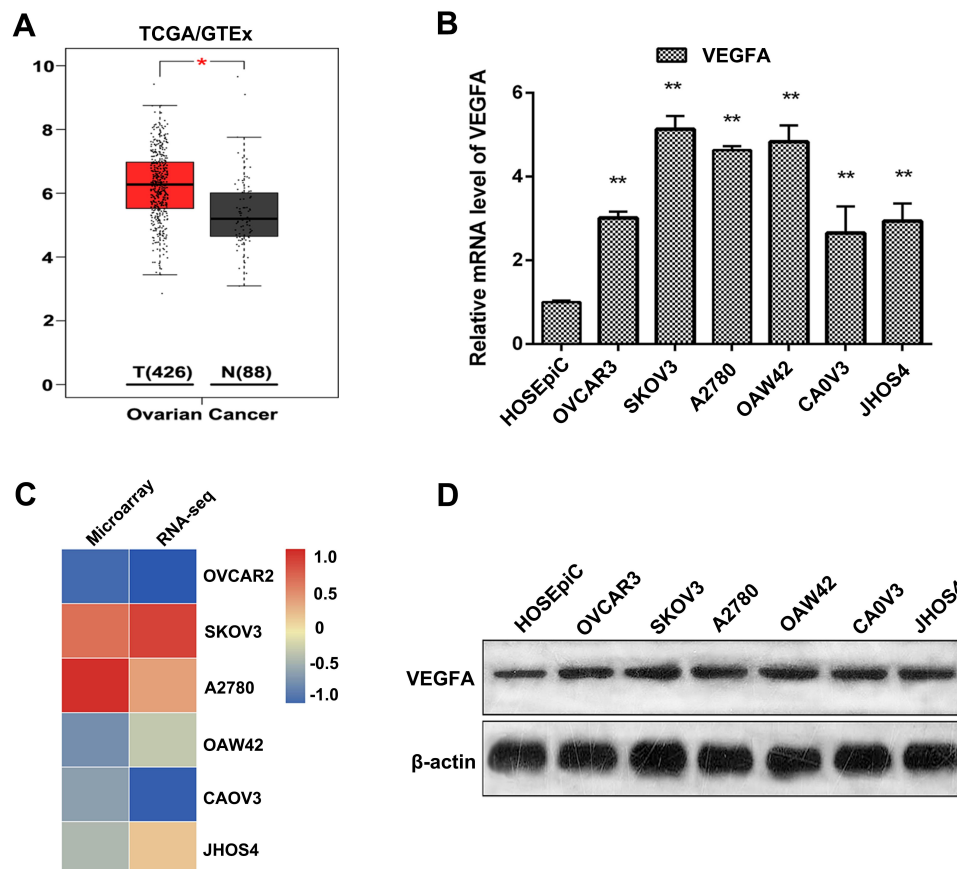 A
TCGA/GTEx
*
10
8
6
4
2
0
T(426) N(88)
Ovarian Cancer
B
VEGFA
Relative mRNA level of VEGFA
6
4
2
0
**
**
**
**
**
**
HOSEpiC
OVCAR3
SKOV3
A2780
OAW42
CA0V3
JHOS4
C
Microarray
RNA-seq
OVCAR2
SKOV3
A2780
OAW42
CAOV3
JHOS4
1.0
0.5
0
-0.5
-1.0
D
HOSEpiC
OVCAR3
SKOV3
A2780
OAW42
CA0V3
JHOS4
VEGFA
β-actin